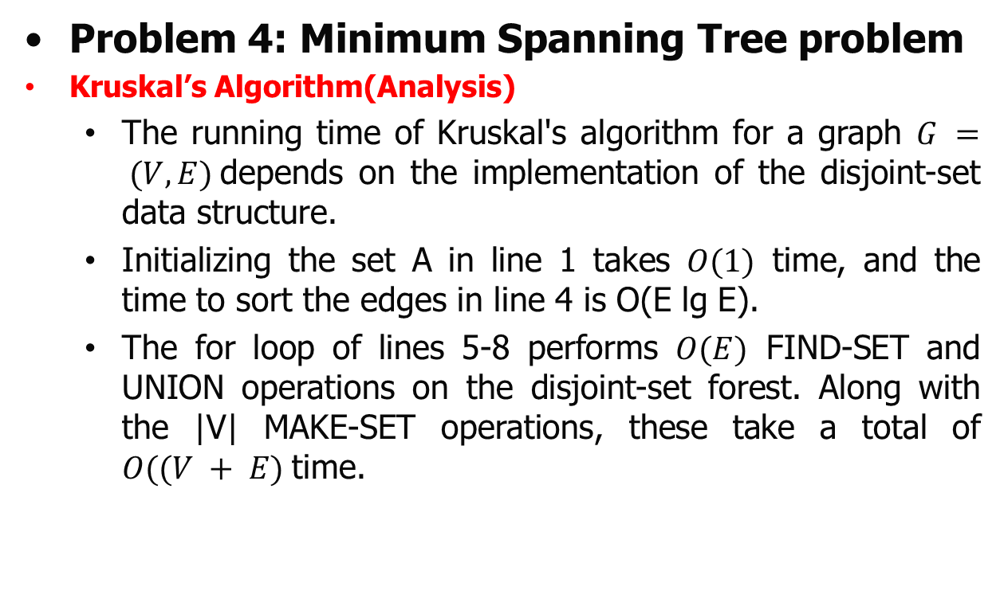 • Problem 4: Minimum Spanning Tree problem
• Kruskal’s Algorithm(Analysis)
• The running time of Kruskal's algorithm for a graph G =
(V, E) depends on the implementation of the disjoint-set
data structure.
• Initializing the set A in line 1 takes O(1) time, and the
time to sort the edges in line 4 is O(E lg E).
• The for loop of lines 5-8 performs O(E) FIND-SET and
UNION operations on the disjoint-set forest. Along with
the |V| MAKE-SET operations, these take a total of
O((V + E) time.